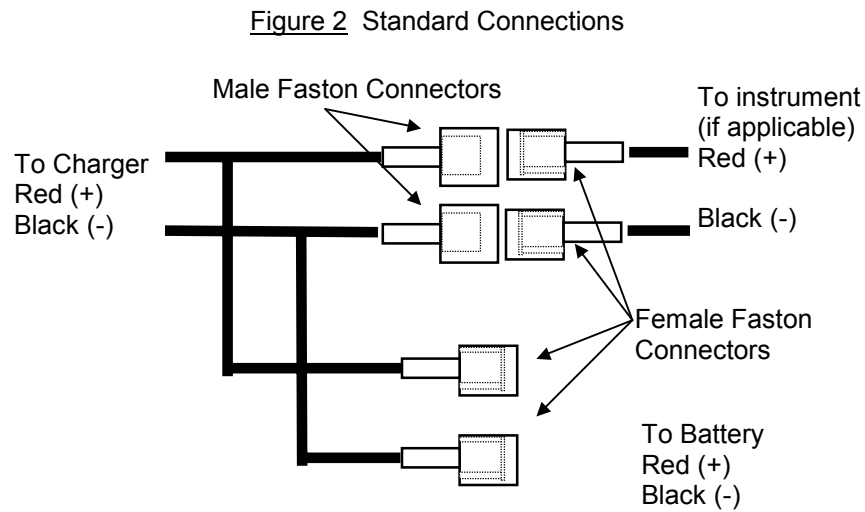 Figure 2  Standard Connections
Male Faston Connectors
To instrument
(if applicable)
Red (+)
To Charger
Red (+)
Black (-)
Black (-)
Female Faston
Connectors
To Battery
Red (+)
Black (-)